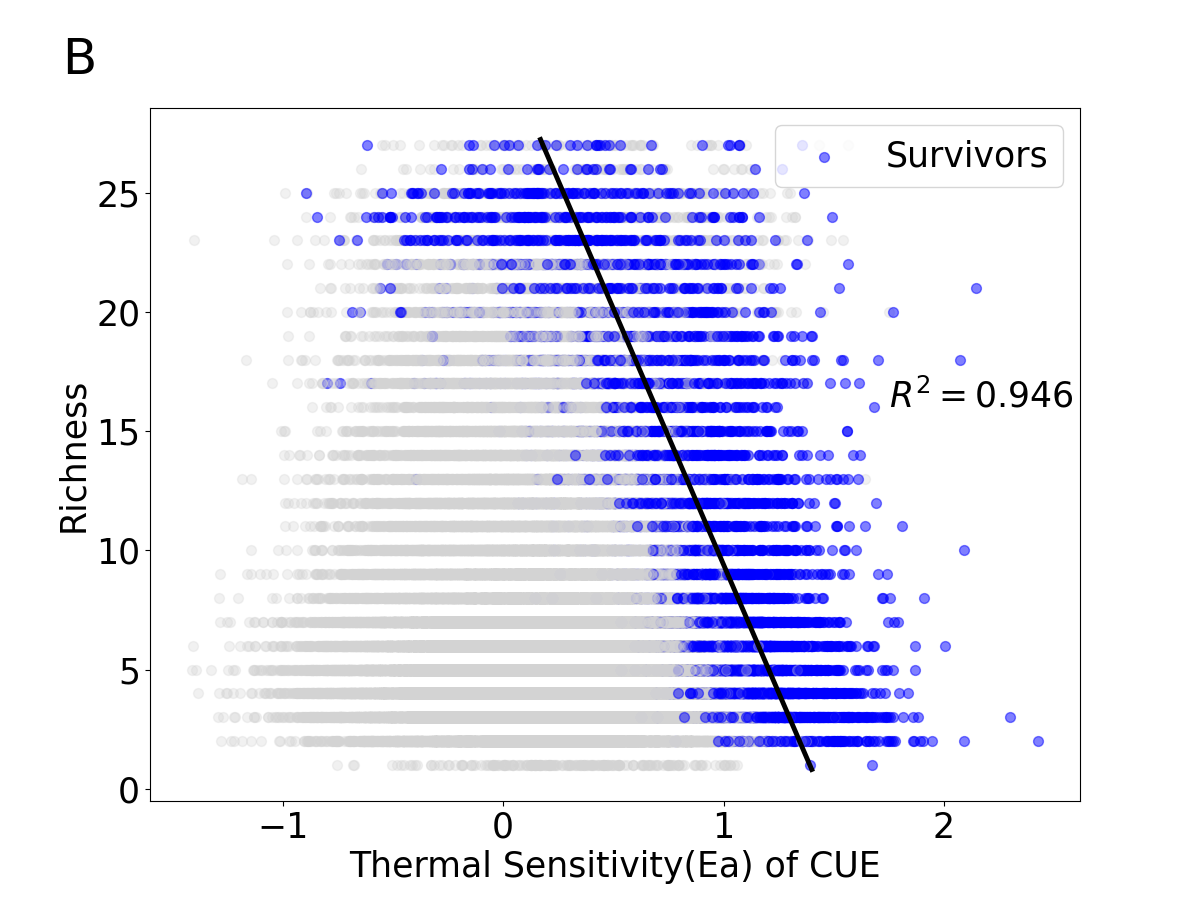 B
Survivors
R² = 0.946
Richness
25
20
15
10
5
0
−1 0 1 2
Thermal Sensitivity(Ea) of CUE